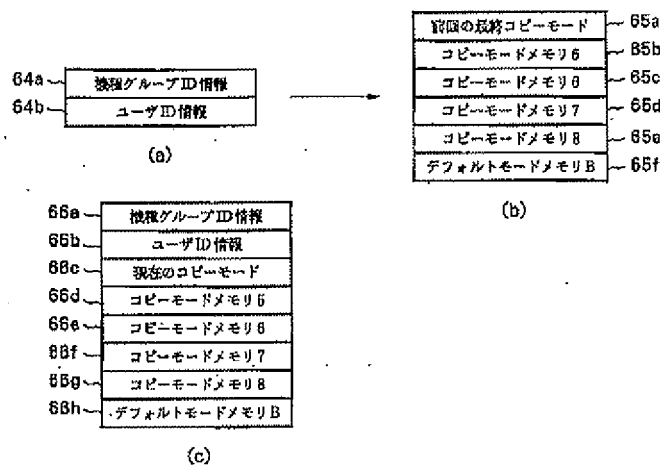 64a 機種グループID情報
64b ユーザID情報
(a)
前回の最終コピーモード 65a
コピーモードメモリ5 65b
コピーモードメモリ6 65c
コピーモードメモリ7 65d
コピーモードメモリ8 65e
デフォルトモードメモリB 65f
(b)
66a 機種グループID情報
66b ユーザID情報
66c 現在のコピーモード
66d コピーモードメモリ5
66e コピーモードメモリ6
66f コピーモードメモリ7
66g コピーモードメモリ8
66h デフォルトモードメモリB
(c)